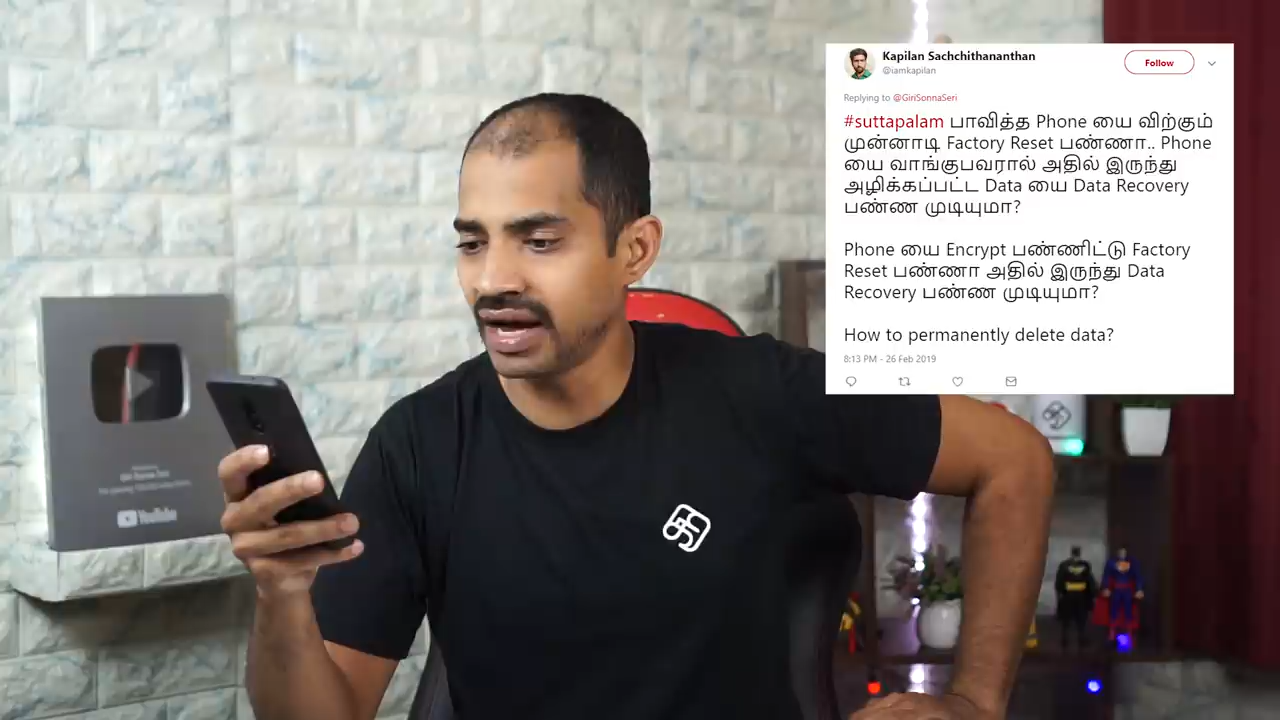 Kapilan Sachchithananthan
@iamkapilan
Follow
Replying to @GiriSonnaSeri
#suttapalam பாவித்த Phone யை விற்கும்
முன்னாடி Factory Reset பண்ணா.. Phone
யை வாங்குபவரால் அதில் இருந்து
அழிக்கப்பட்ட Data யை Data Recovery
பண்ண முடியுமா?
Phone யை Encrypt பண்ணிட்டு Factory
Reset பண்ணா அதில் இருந்து Data
Recovery பண்ண முடியுமா?
How to permanently delete data?
8:13 PM - 26 Feb 2019
YouTube